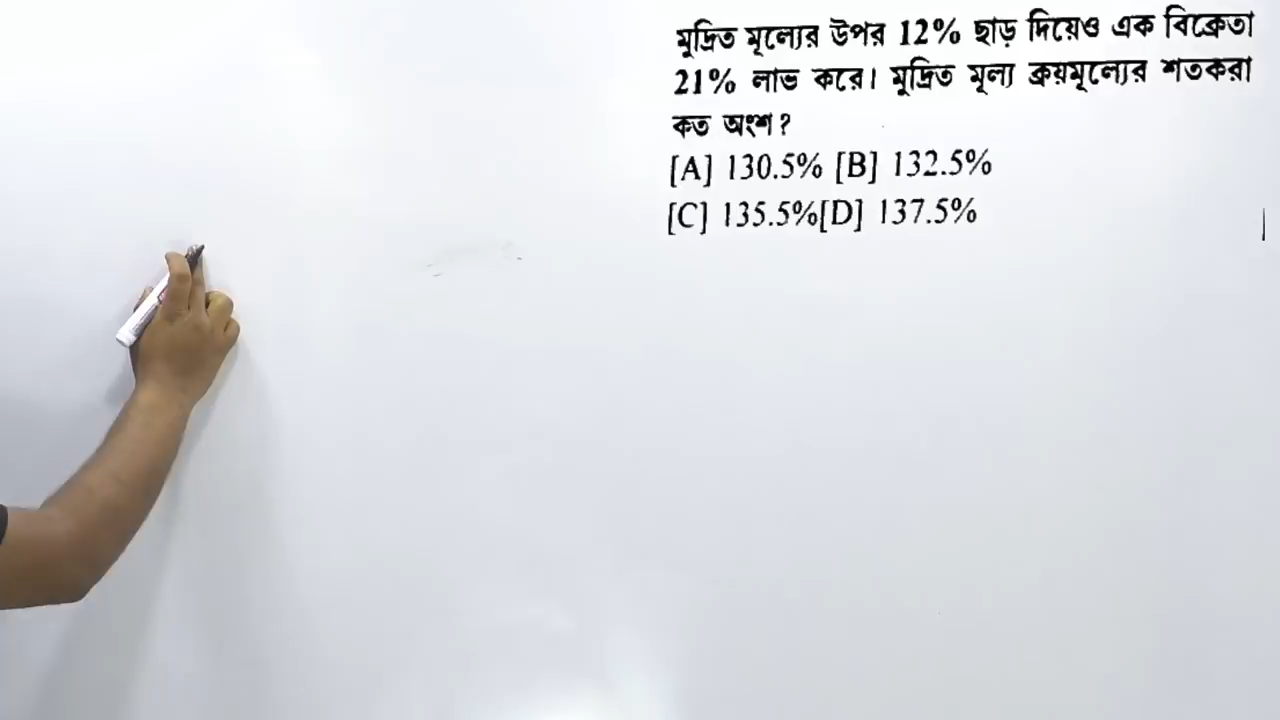 মুদ্রিত মূল্যের উপর 12% ছাড় দিয়েও এক বিক্রেতা
21% লাভ করে। মুদ্রিত মূল্য ক্রয়মূল্যের শতকরা
কত অংশ?
[A] 130.5% [B] 132.5%
[C] 135.5%[D] 137.5%